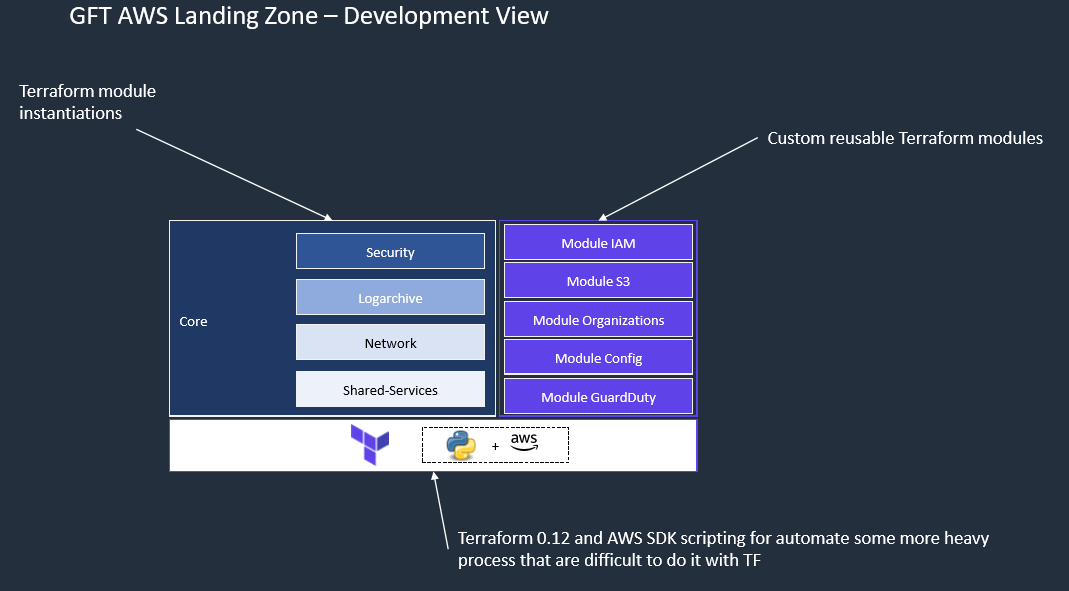 GFT AWS Landing Zone – Development View
Terraform module
instantiations
Custom reusable Terraform modules
Core
Security
Logarchive
Network
Shared-Services
Module IAM
Module S3
Module Organizations
Module Config
Module GuardDuty
+ aws
Terraform 0.12 and AWS SDK scripting for automate some more heavy
process that are difficult to do it with TF